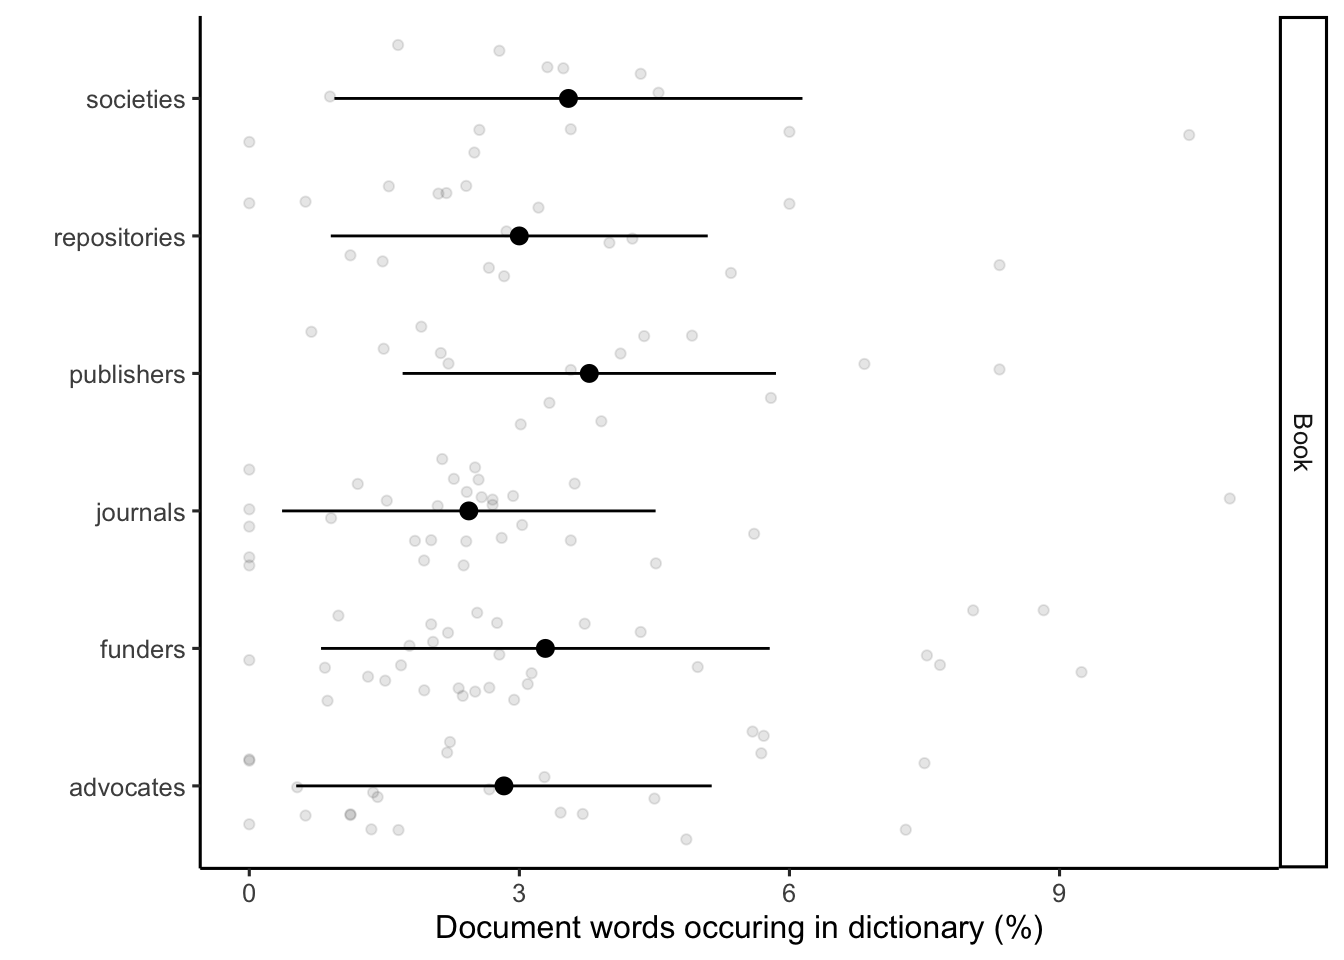 societies
repositories
publishers
journals
funders
advocates
Book
0 3 6 9
Document words occuring in dictionary (%)